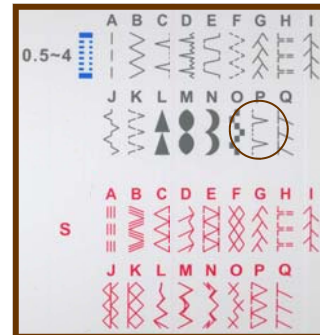 A B C D E F G H I
0.5~4
J K L M N O P Q
A B C D E F G H I
S
J K L M N O P Q